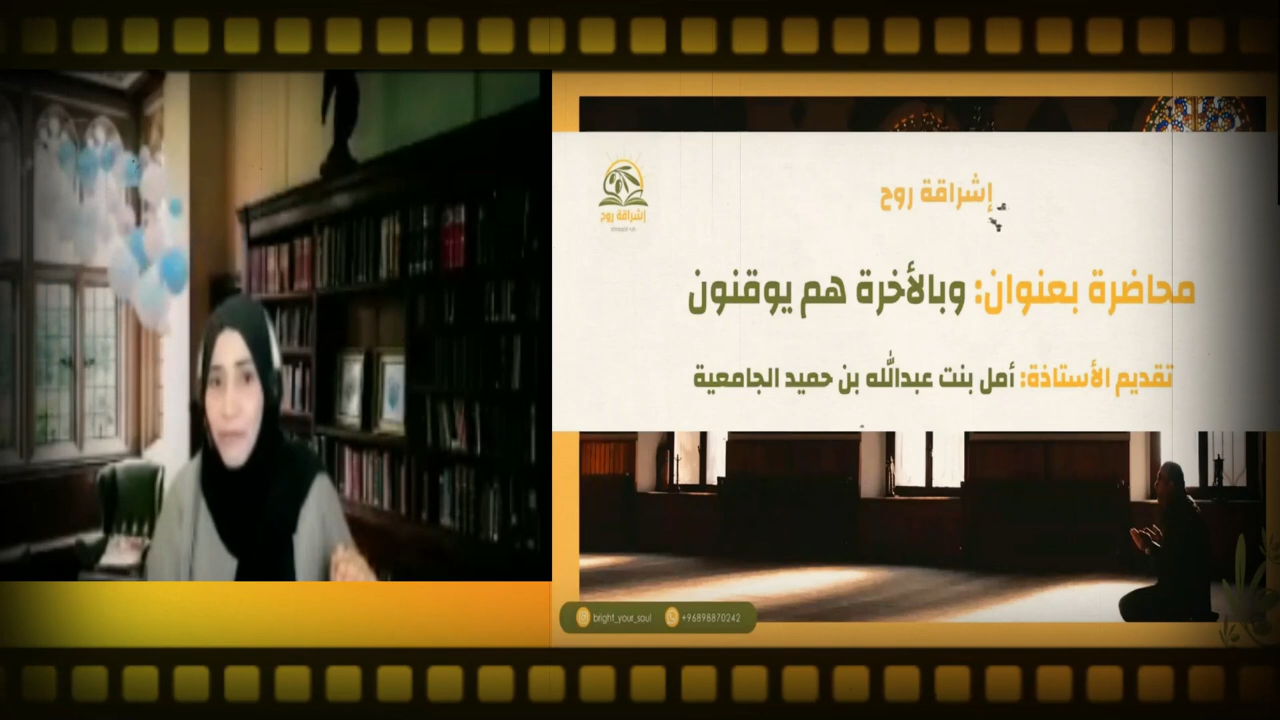 إشراقة روح
إشراقة روح
محاضرة بعنوان: وبالأخرة هم يوقنون
تقديم الأستاذة: أمل بنت عبدالله بن حميد الجامعية
bright_your_soul +96898870242